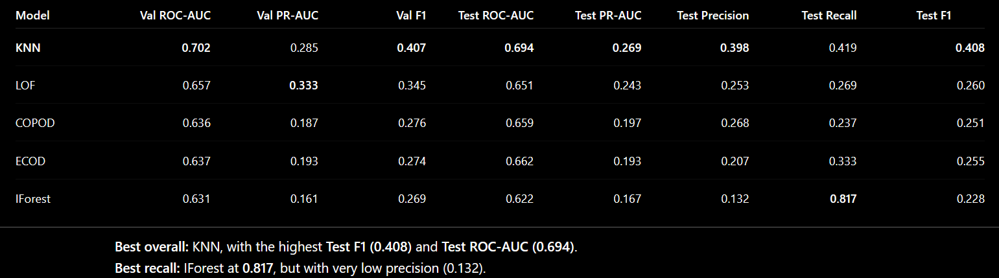 Model Val ROC-AUC Val PR-AUC Val F1 Test ROC-AUC Test PR-AUC Test Precision Test Recall Test F1
KNN 0.702 0.285 0.407 0.694 0.269 0.398 0.419 0.408
LOF 0.657 0.333 0.345 0.651 0.243 0.253 0.269 0.260
COPOD 0.636 0.187 0.276 0.659 0.197 0.268 0.237 0.251
ECOD 0.637 0.193 0.274 0.662 0.193 0.207 0.333 0.255
IForest 0.631 0.161 0.269 0.622 0.167 0.132 0.817 0.228
Best overall: KNN, with the highest Test F1 (0.408) and Test ROC-AUC (0.694).
Best recall: IForest at 0.817, but with very low precision (0.132).